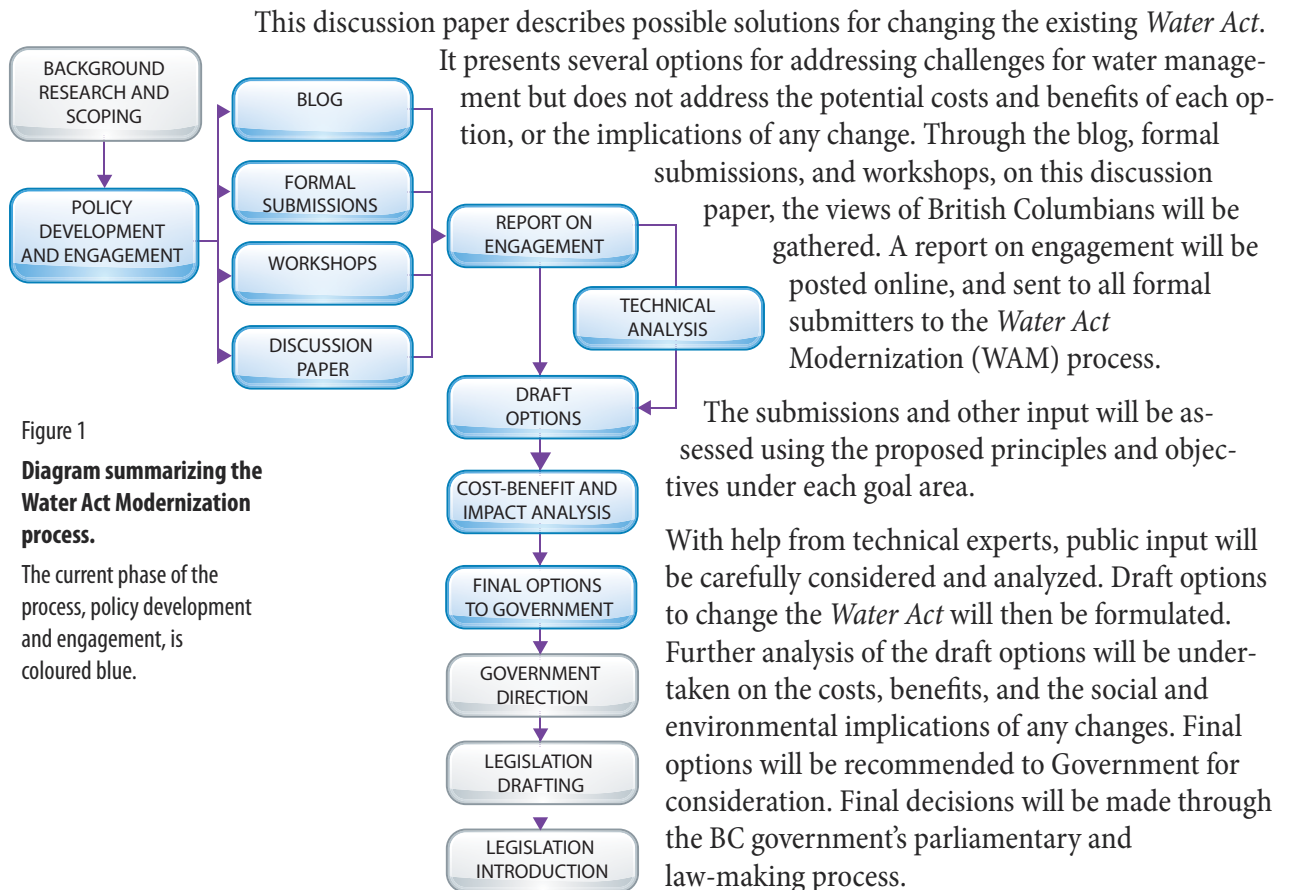 This discussion paper describes possible solutions for changing the existing Water Act.
It presents several options for addressing challenges for water manage-
ment but does not address the potential costs and benefits of each op-
tion, or the implications of any change. Through the blog, formal
submissions, and workshops, on this discussion
paper, the views of British Columbians will be
gathered. A report on engagement will be
posted online, and sent to all formal
submitters to the Water Act
Modernization (WAM) process.
The submissions and other input will be as-
sessed using the proposed principles and objec-
tives under each goal area.
With help from technical experts, public input will
be carefully considered and analyzed. Draft options
to change the Water Act will then be formulated.
Further analysis of the draft options will be under-
taken on the costs, benefits, and the social and
environmental implications of any changes. Final
options will be recommended to Government for
consideration. Final decisions will be made through
the BC government's parliamentary and
law-making process.
BACKGROUND
RESEARCH AND
SCOPING
POLICY
DEVELOPMENT
AND ENGAGEMENT
BLOG
FORMAL
SUBMISSIONS
WORKSHOPS
DISCUSSION
PAPER
REPORT ON
ENGAGEMENT
TECHNICAL
ANALYSIS
DRAFT
OPTIONS
COST-BENEFIT AND
IMPACT ANALYSIS
FINAL OPTIONS
TO GOVERNMENT
GOVERNMENT
DIRECTION
LEGISLATION
DRAFTING
LEGISLATION
INTRODUCTION
Figure 1
Diagram summarizing the
Water Act Modernization
process.
The current phase of the
process, policy development
and engagement, is
coloured blue.